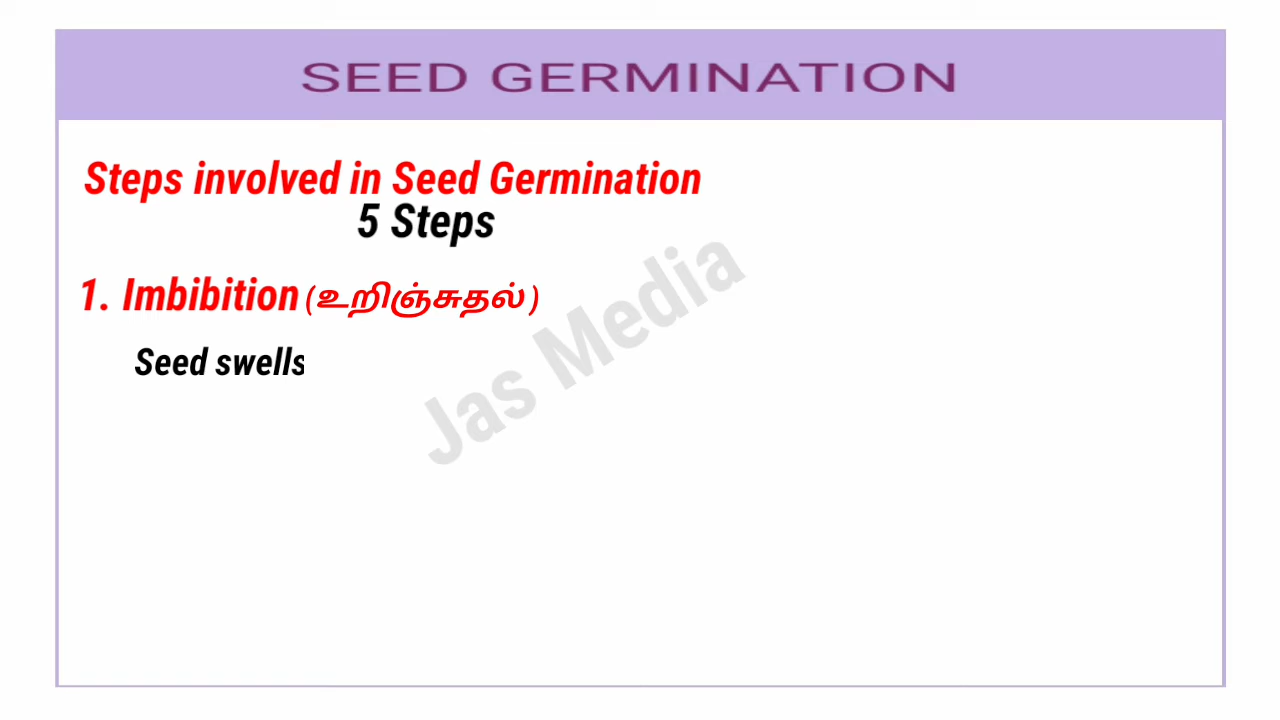 SEED GERMINATION
Steps involved in Seed Germination
5 Steps
1. Imbibition (உறிஞ்சுதல்)
Seed swells
Jas Media